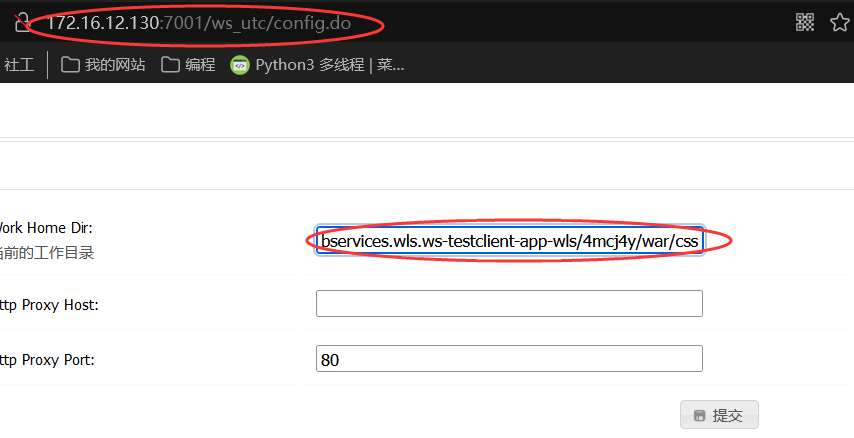 172.16.12.130:7001/ws_utc/config.do
社工 我的网站 编程 Python3 多线程 | 菜...
Work Home Dir:
bservices.wls.ws-testclient-app-wls/4mcj4y/war/css
当前的工作目录
ttp Proxy Host:
ttp Proxy Port:
80
提交